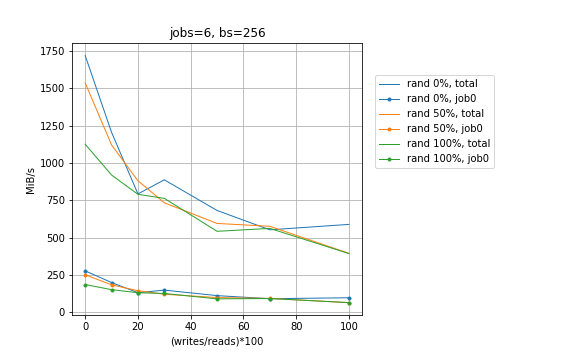 jobs=6, bs=256
MiB/s
1750
1500
1250
1000
750
500
250
0
0 20 40 60 80 100
(writes/reads)*100
rand 0%, total
rand 0%, job0
rand 50%, total
rand 50%, job0
rand 100%, total
rand 100%, job0